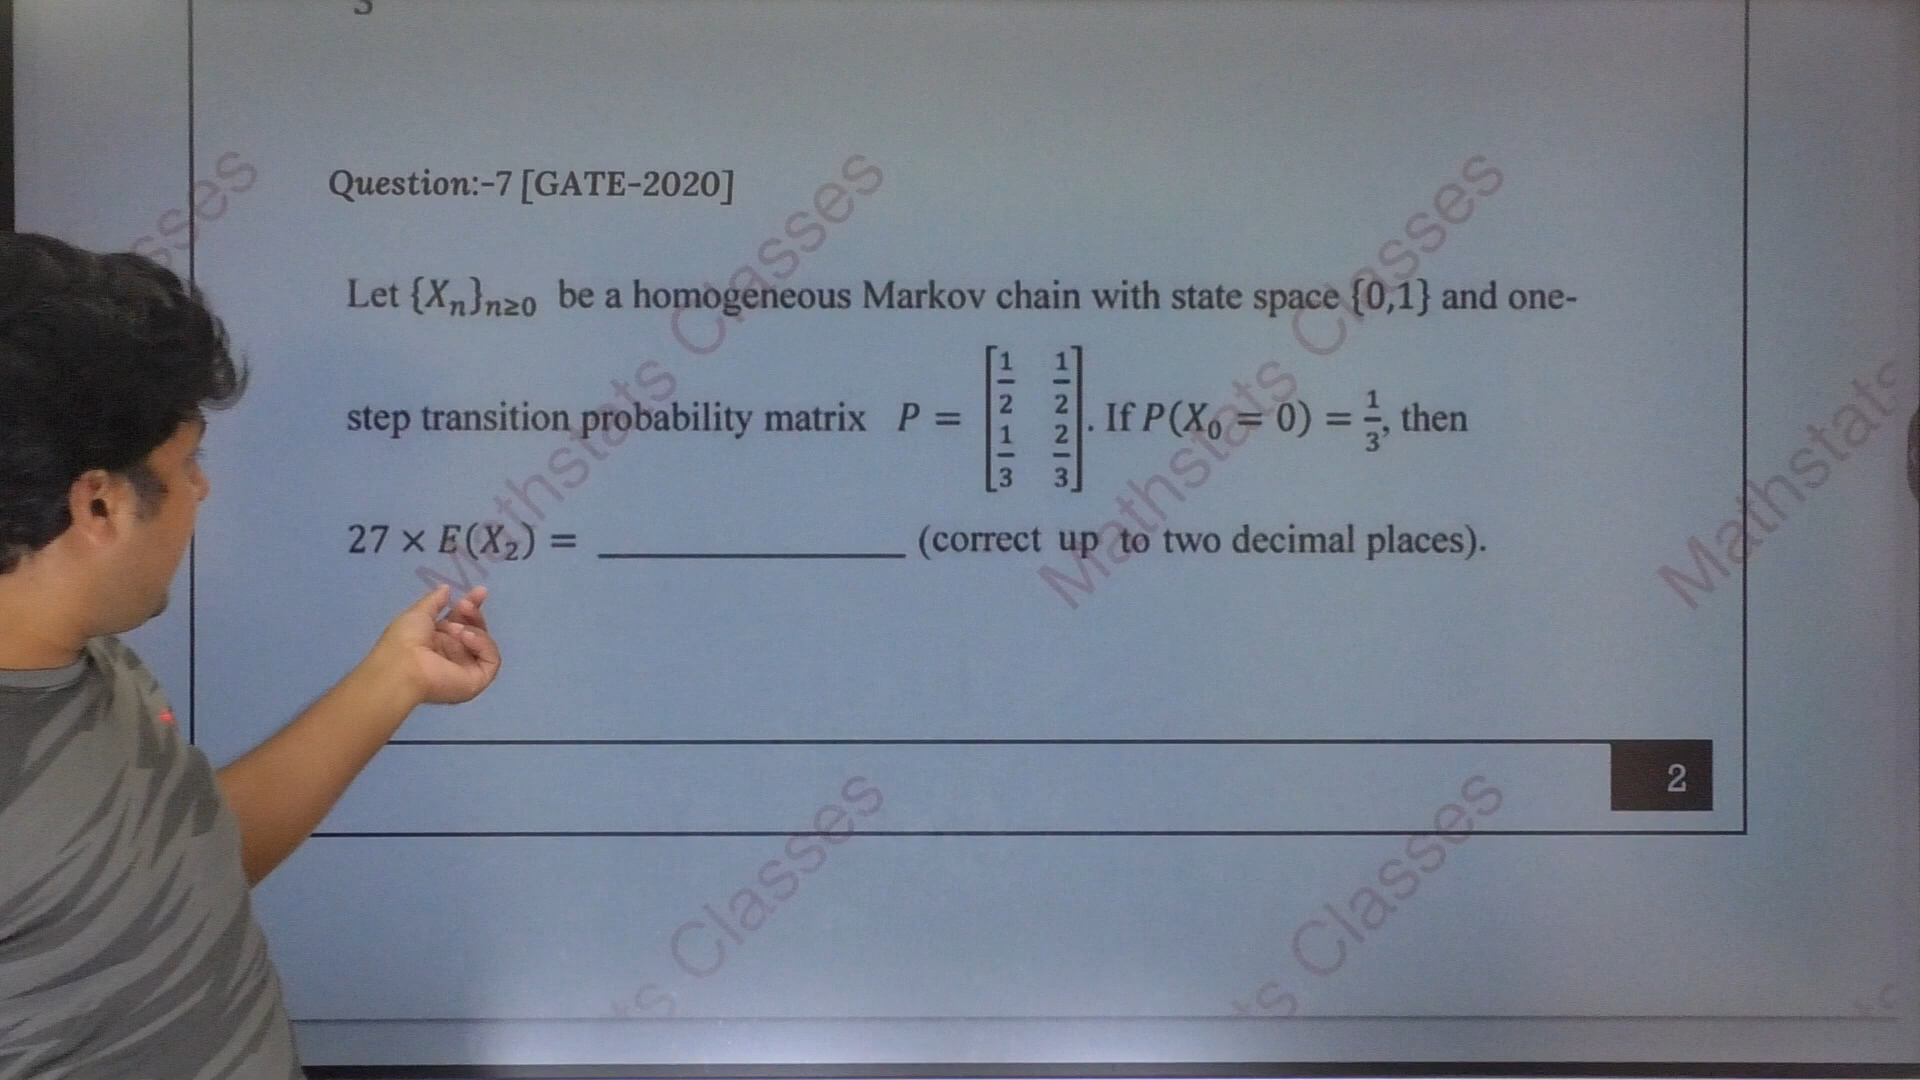 Question:-7 [GATE-2020]
Let {Xₙ}ₙ≥₀ be a homogeneous Markov chain with state space {0,1} and one-
step transition probability matrix P = [1/2 1/2; 1/3 2/3]. If P(X₀ = 0) = 1/3, then
27 × E(X₂) = ____________ (correct up to two decimal places).
2
Mathstats Classes
Mathstats Classes
Mathstats
Classes
Classes